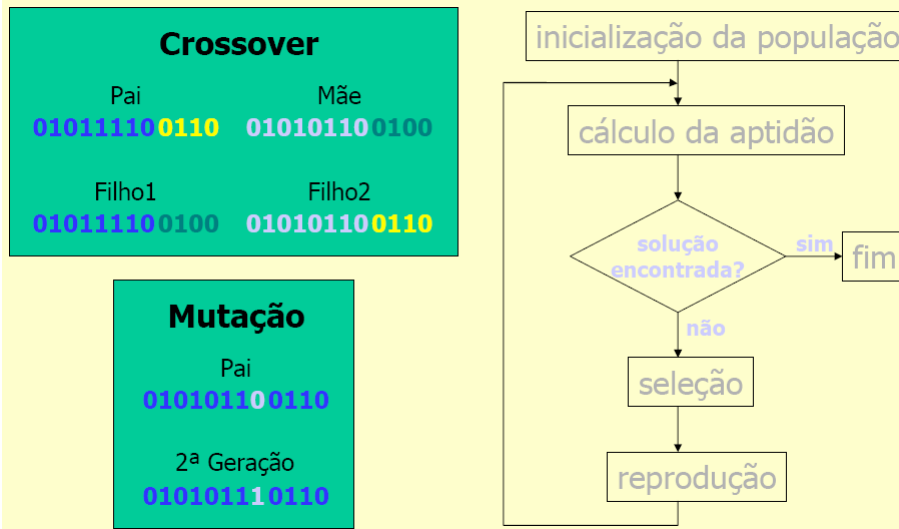 Crossover
Pai Mãe
010111100110 010101100100
Filho1 Filho2
010111100100 010101100110
Mutação
Pai
010101100110
2ª Geração
010101110110
inicialização da população
cálculo da aptidão
solução
encontrada?
sim
fim
não
seleção
reprodução